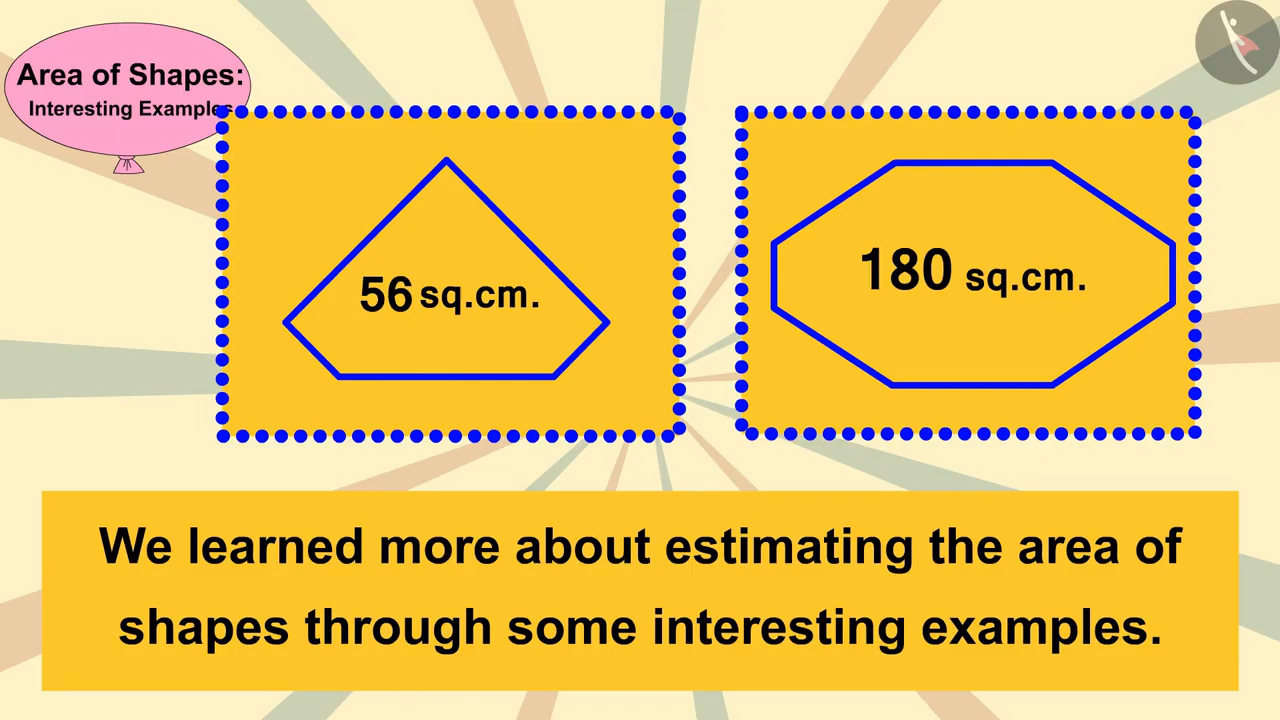 Area of Shapes:
Interesting Examples
56 sq.cm.
180 sq.cm.
We learned more about estimating the area of
shapes through some interesting examples.